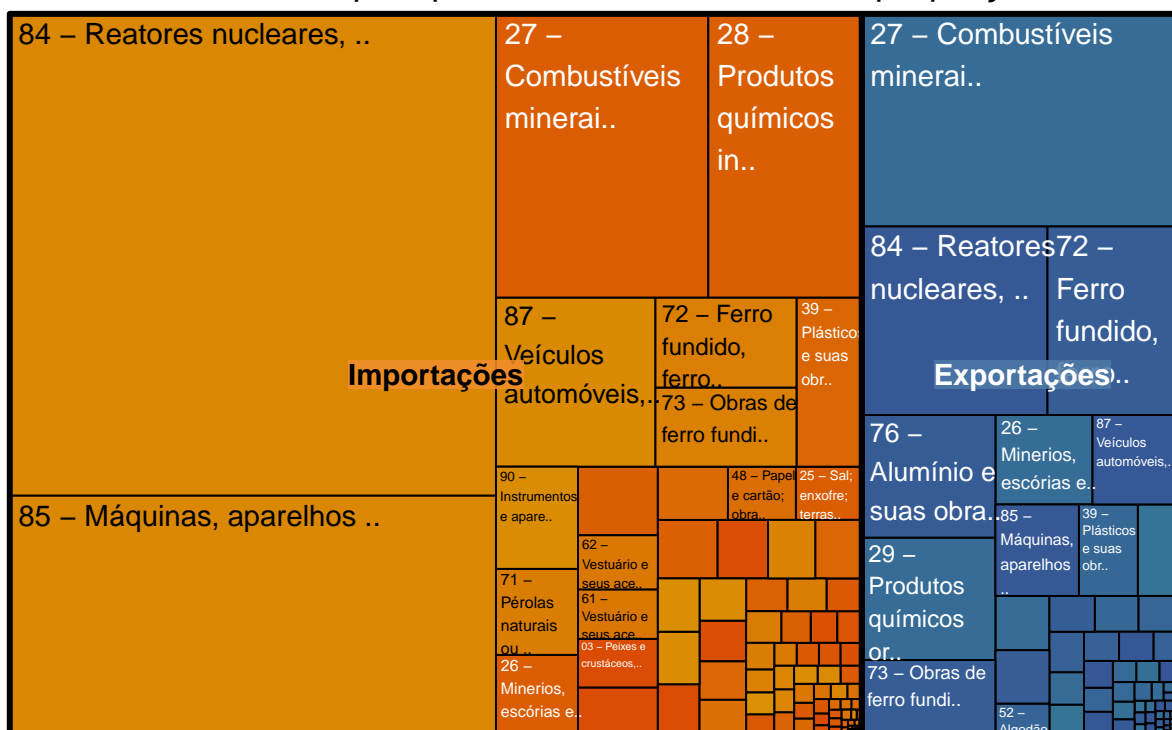 84 – Reatores nucleares, ..
85 – Máquinas, aparelhos ..
27 –
Combustíveis
minerai..
28 –
Produtos
químicos
in..
87 –
Veículos
automóveis,..
72 – Ferro
fundido,
ferro..
73 – Obras de
ferro fundi..
39 –
Plásticos
e suas
obr..
Importações
90 –
Instrumentos
e apare..
71 –
Pérolas
naturais
ou ..
26 –
Minerios,
escórias e..
62 –
Vestuário e
seus ace..
61 –
Vestuário e
seus ace..
03 – Peixes e
crustáceos,..
48 – Papel
e cartão;
obra..
25 – Sal;
enxofre;
terras..
27 – Combustíveis
minerai..
84 – Reatores
nucleares, ..
72 –
Ferro
fundido,
Exportações
76 –
Alumínio e
suas obra..
29 –
Produtos
químicos
or..
73 – Obras de
ferro fundi..
26 –
Minerios,
escórias e..
87 –
Veículos
automóveis,..
85 –
Máquinas,
aparelhos
..
39 –
Plásticos
e suas
obr..
52 –
Algodão